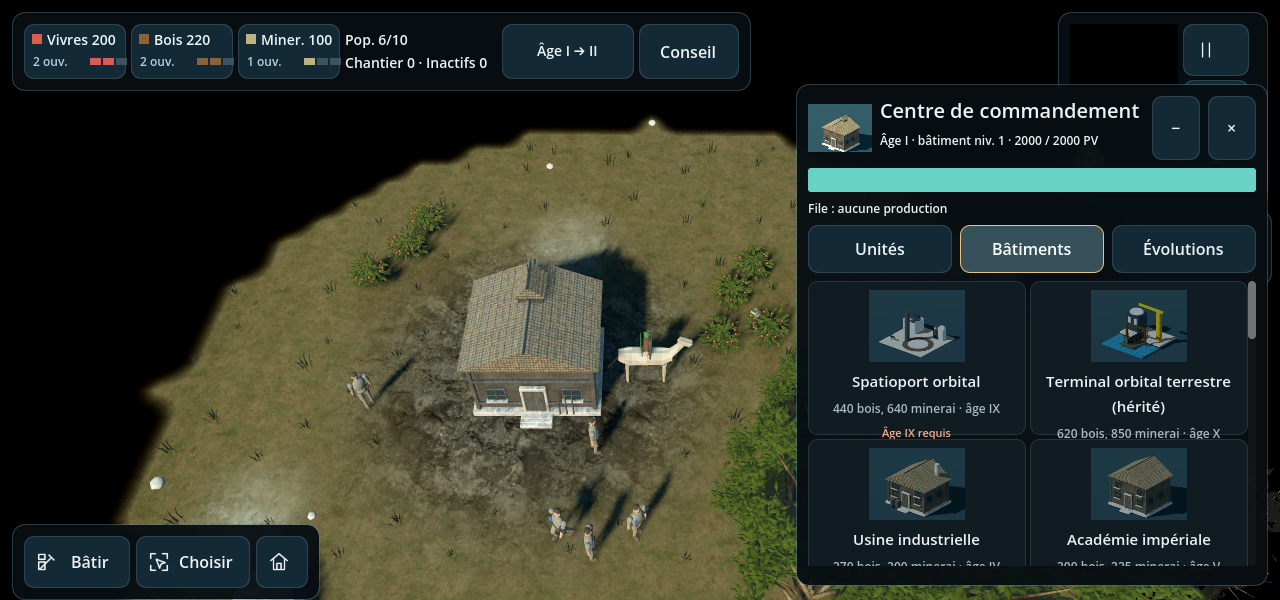 Vivres 200
2 ouv.
Bois 220
2 ouv.
Miner. 100
1 ouv.
Pop. 6/10
Chantier 0 · Inactifs 0
Âge I → II
Conseil
Centre de commandement
Âge I · bâtiment niv. 1 · 2000 / 2000 PV
−
×
File : aucune production
Unités
Bâtiments
Évolutions
Spatioport orbital
440 bois, 640 minerai · âge IX
Âge IX requis
Terminal orbital terrestre
(hérité)
620 bois, 850 minerai · âge X
Usine industrielle
Académie impériale
Bâtir
Choisir